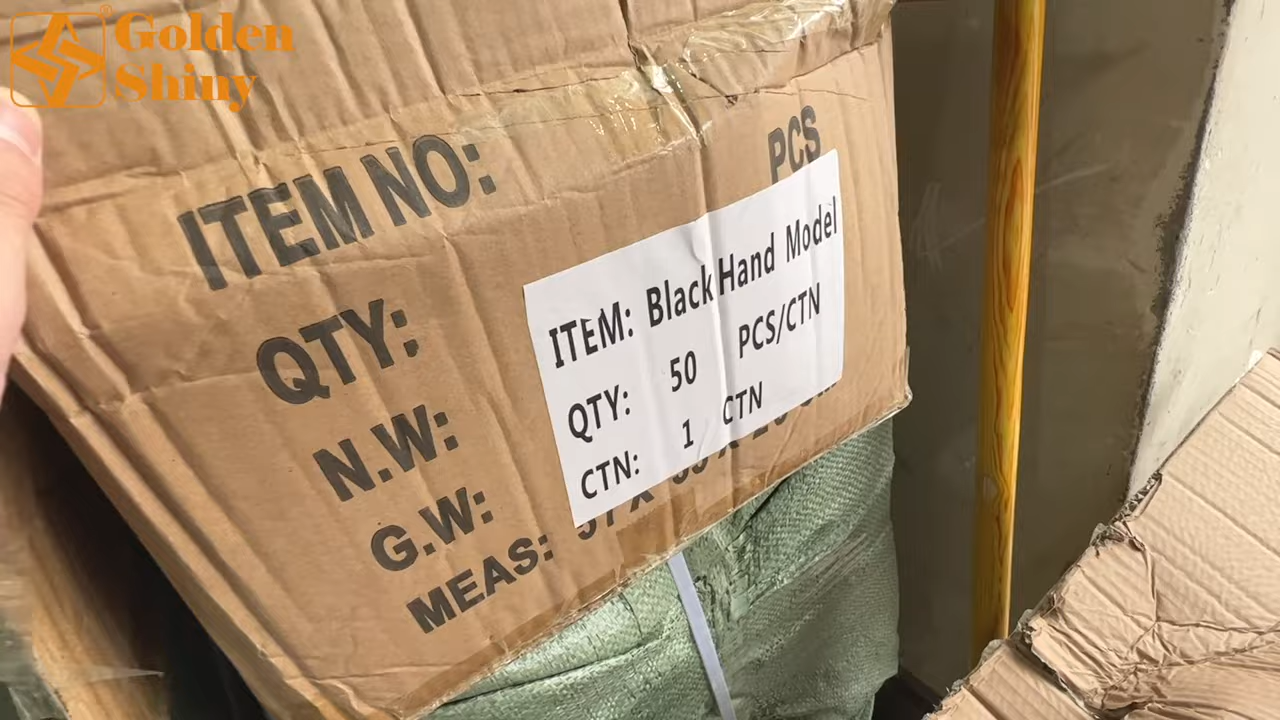 Golden
Shiny
ITEM NO:
PCS
QTY:
N.W:
G.W:
MEAS:
ITEM: Black Hand Model
QTY: 50 PCS/CTN
CTN: 1 CTN